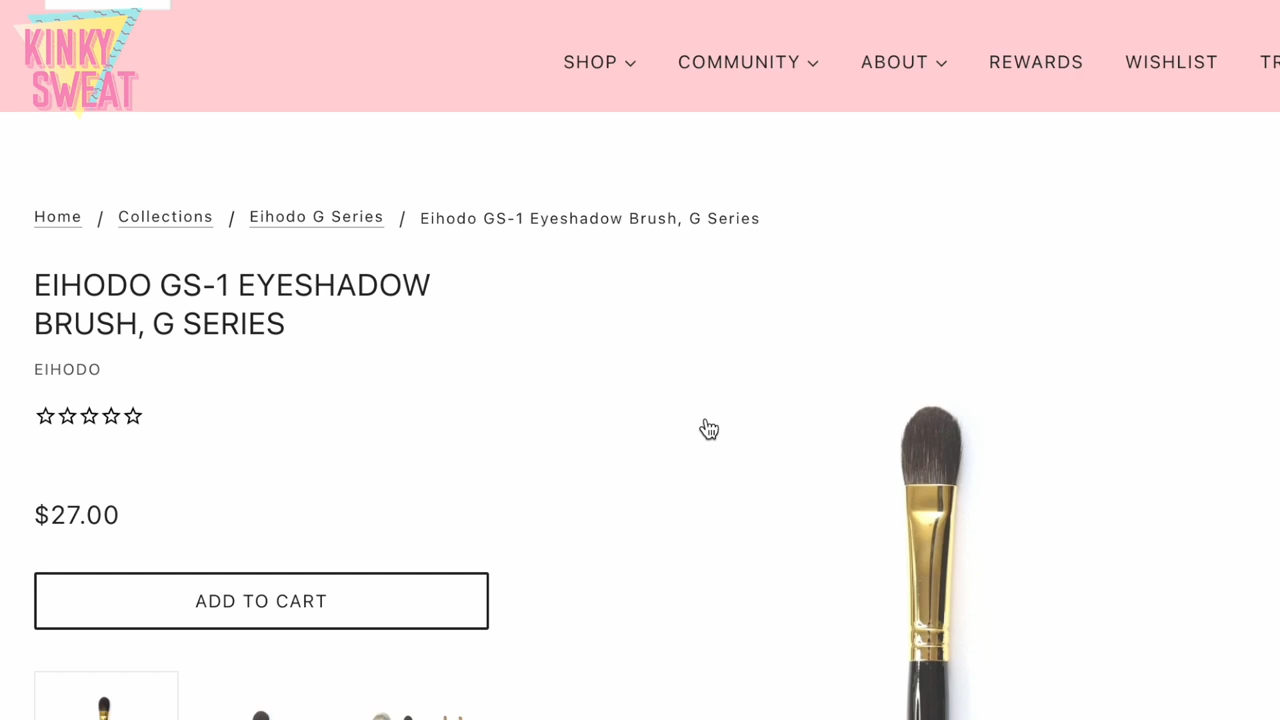 KINKY
SWEAT
SHOP
COMMUNITY
ABOUT
REWARDS
WISHLIST
TR
Home / Collections / Eihodo G Series / Eihodo GS-1 Eyeshadow Brush, G Series
EIHODO GS-1 EYESHADOW
BRUSH, G SERIES
EIHODO
$27.00
ADD TO CART